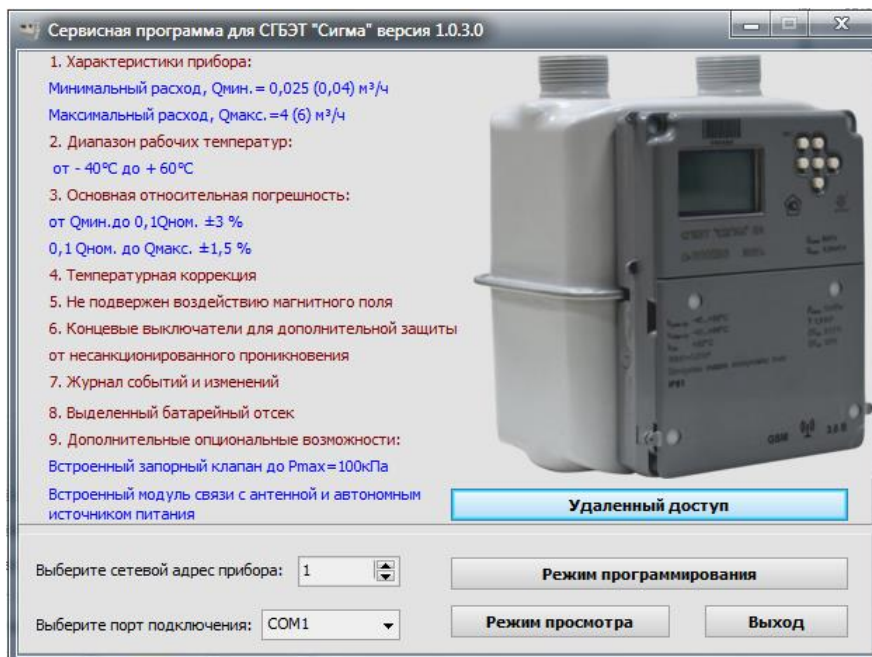 Сервисная программа для СГБЭТ "Сигма" версия 1.0.3.0
1. Характеристики прибора:
Минимальный расход, Qмин.= 0,025 (0,04) м³/ч
Максимальный расход, Qмакс.=4 (6) м³/ч
2. Диапазон рабочих температур:
от - 40°C до + 60°C
3. Основная относительная погрешность:
от Qмин.до 0,1Qном. ±3 %
0,1 Qном. до Qмакс. ±1,5 %
4. Температурная коррекция
5. Не подвержен воздействию магнитного поля
6. Концевые выключатели для дополнительной защиты
от несанкционированного проникновения
7. Журнал событий и изменений
8. Выделенный батарейный отсек
9. Дополнительные опциональные возможности:
Встроенный запорный клапан до Pmax=100кПа
Встроенный модуль связи с антенной и автономным
источником питания
GSM
3.6 В
Удаленный доступ
Выберите сетевой адрес прибора: 1
Режим программирования
Выберите порт подключения: COM1
Режим просмотра
Выход